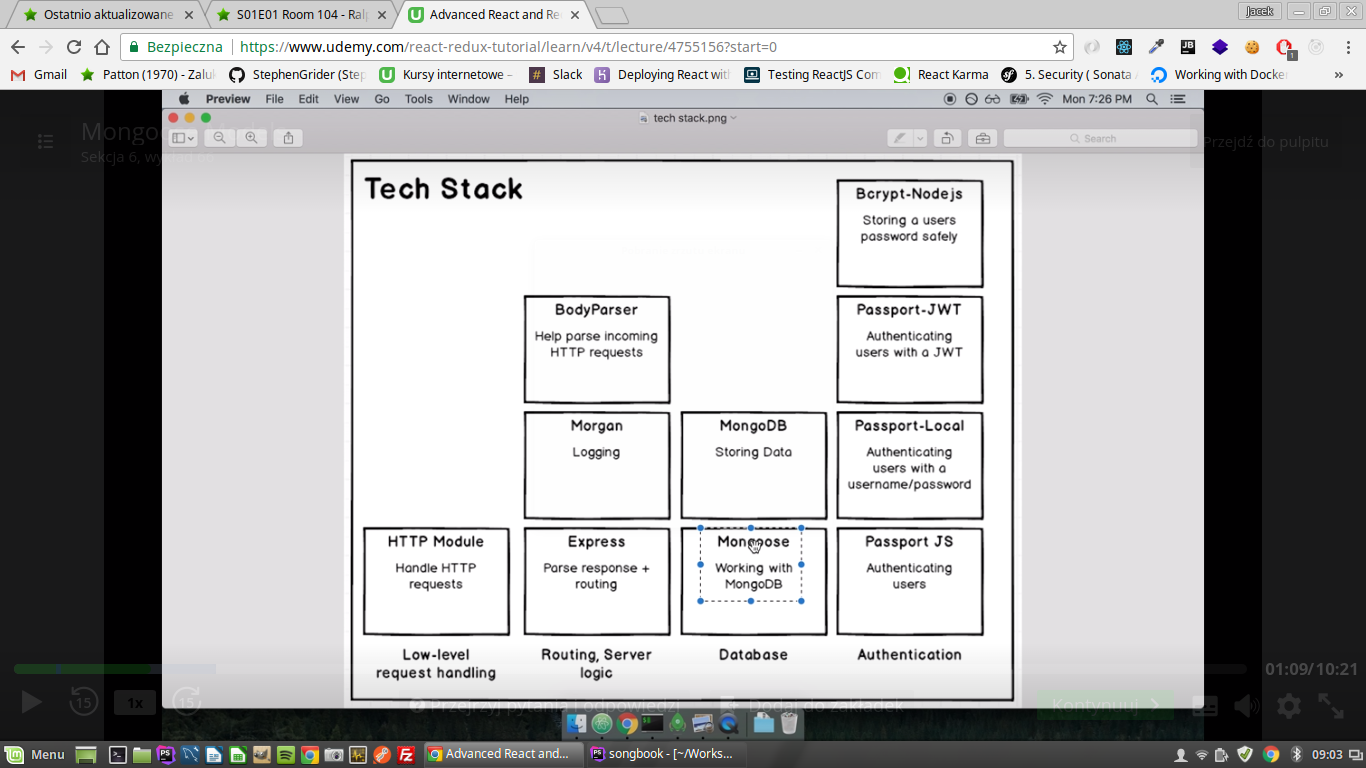 Ostatnio aktualizowane
S01E01 Room 104 - Ral
Advanced React and Re
Jacek
Bezpieczna
https://www.udemy.com/react-redux-tutorial/learn/v4/t/lecture/4755156?start=0
1
Gmail
Patton (1970) - Zaluk
StephenGrider (Step
Kursy internetowe –
Slack
Deploying React with
Testing ReactJS Com
React Karma
5. Security ( Sonata
Working with Docker
»
Preview File Edit View Go Tools Window Help
Mon 7:26 PM
tech stack.png
Search
Sekcja 6,
Przejdź do pulpitu
Tech Stack
Bcrypt-Nodejs
Storing a users
password safely
BodyParser
Help parse incoming
HTTP requests
Passport-JWT
Authenticating
users with a JWT
Morgan
Logging
MongoDB
Storing Data
Passport-Local
Authenticating
users with a
username/password
HTTP Module
Handle HTTP
requests
Express
Parse response +
routing
Mongoose
Working with
MongoDB
Passport JS
Authenticating
users
Low-level
request handling
Routing, Server
logic
Database
Authentication
01:09/10:21
15
1x
15
Przejrzyj pytania i odpowiedzi
Dodaj do zakładek
Kontynuuj
Menu
Advanced React and...
songbook - [~/Works...
09:03